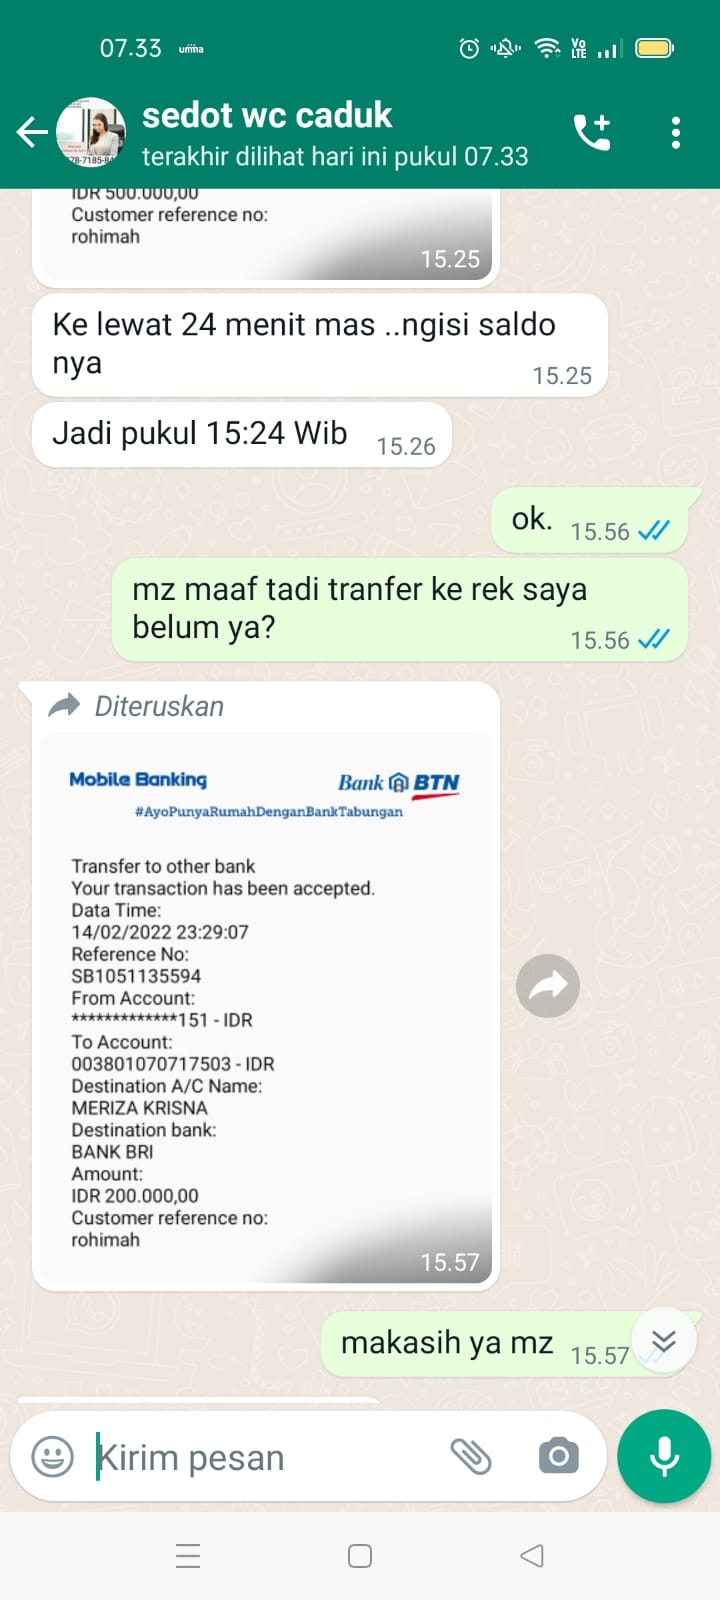 07.33
sedot wc caduk
terakhir dilihat hari ini pukul 07.33
IDR 500.000,00
Customer reference no:
rohimah
15.25
Ke lewat 24 menit mas ..ngisi saldo
nya
15.25
Jadi pukul 15:24 Wib 15.26
ok. 15.56
mz maaf tadi tranfer ke rek saya
belum ya?
15.56
Diteruskan
Mobile Banking Bank BTN
#AyoPunyaRumahDenganBankTabungan
Transfer to other bank
Your transaction has been accepted.
Data Time:
14/02/2022 23:29:07
Reference No:
SB1051135594
From Account:
*************151 - IDR
To Account:
003801070717503 - IDR
Destination A/C Name:
MERIZA KRISNA
Destination bank:
BANK BRI
Amount:
IDR 200.000,00
Customer reference no:
rohimah
15.57
makasih ya mz 15.57
Kirim pesan